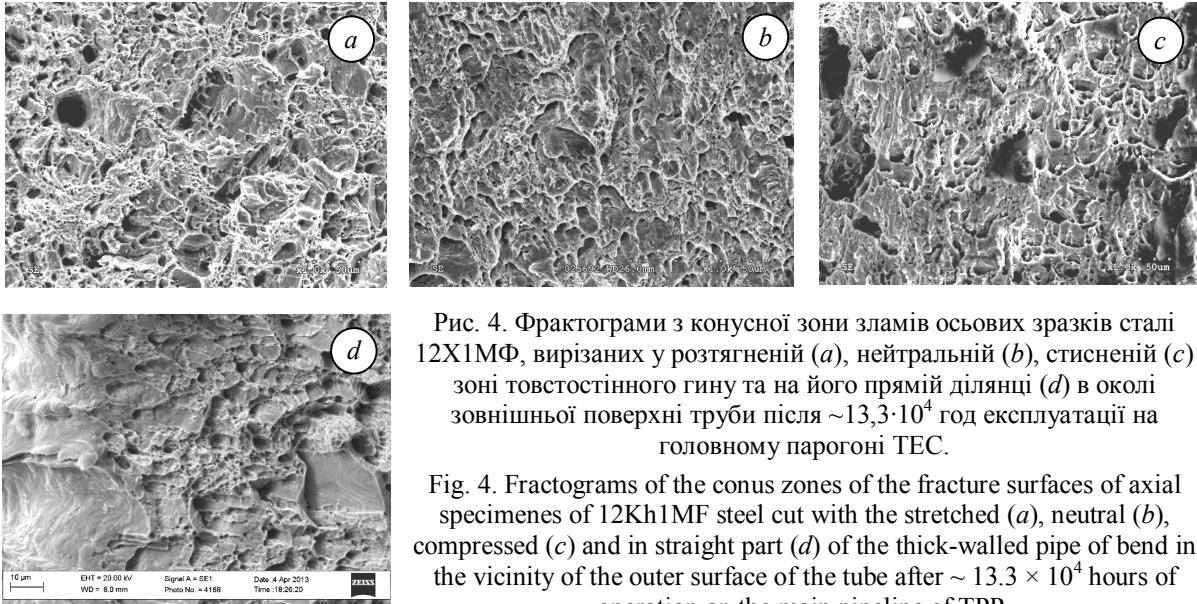 a
b
c
SE
x1.0k 50um
SE
025692 WD26.0mm
x1.0k 50um
SE
x1.0k 50um
d
10 µm
EHT = 20.00 kV
WD = 8.0 mm
Signal A = SE1
Photo No. = 4168
Date :4 Apr 2013
Time :18:26:20
ZEISS
Рис. 4. Фрактограми з конусної зони зламів осьових зразків сталі
12Х1МФ, вирізаних у розтягненій (a), нейтральній (b), стисненій (c)
зоні товстостінного гину та на його прямій ділянці (d) в околі
зовнішньої поверхні труби після ~13,3·10⁴ год експлуатації на
головному парогоні ТЕС.
Fig. 4. Fractograms of the conus zones of the fracture surfaces of axial
specimenes of 12Kh1MF steel cut with the stretched (a), neutral (b),
compressed (c) and in straight part (d) of the thick-walled pipe of bend in
the vicinity of the outer surface of the tube after ~ 13.3 × 10⁴ hours of
operation on the main pipeline of TPP